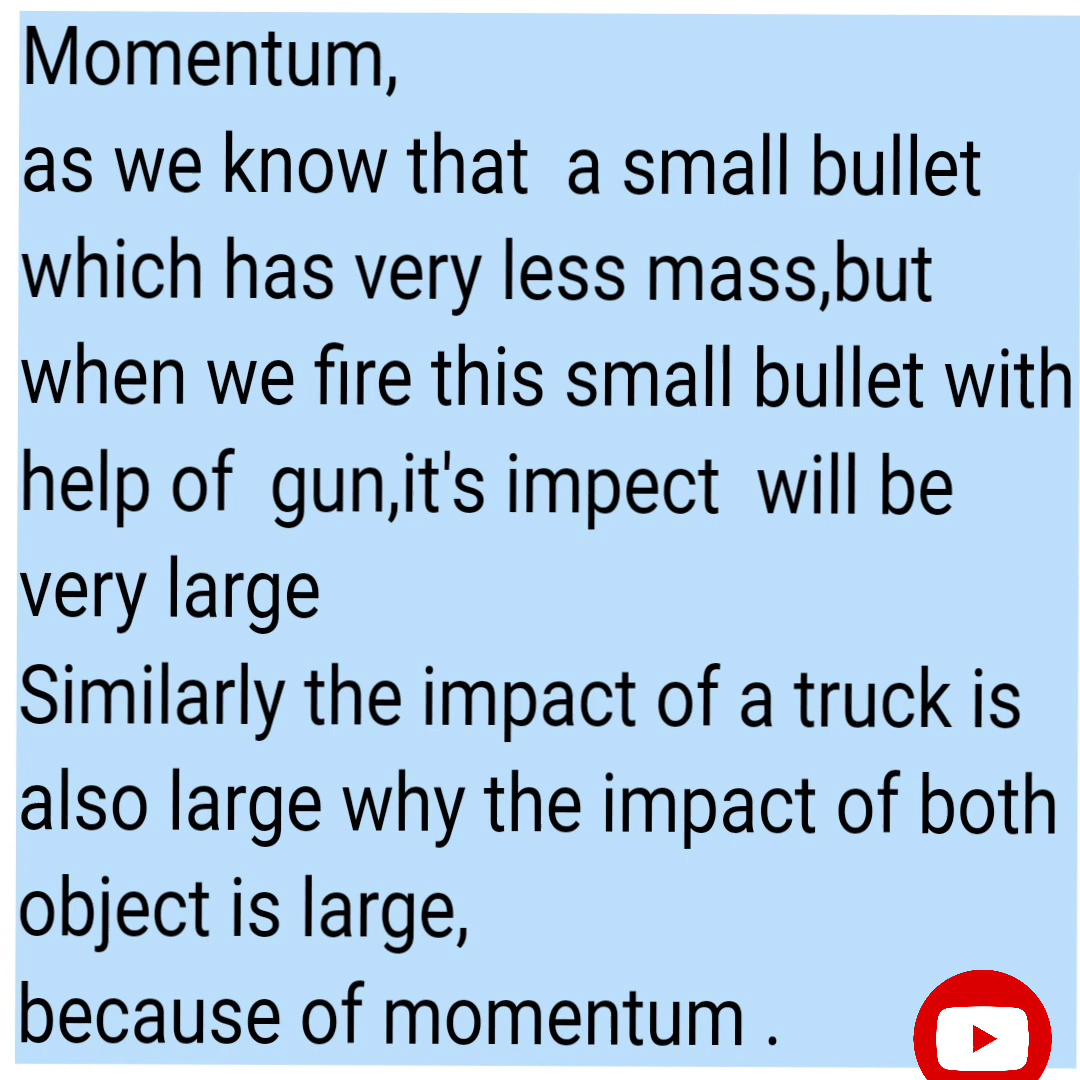 Momentum,
as we know that  a small bullet
which has very less mass,but
when we fire this small bullet with
help of  gun,it's impect  will be
very large
Similarly the impact of a truck is
also large why the impact of both
object is large,
because of momentum .